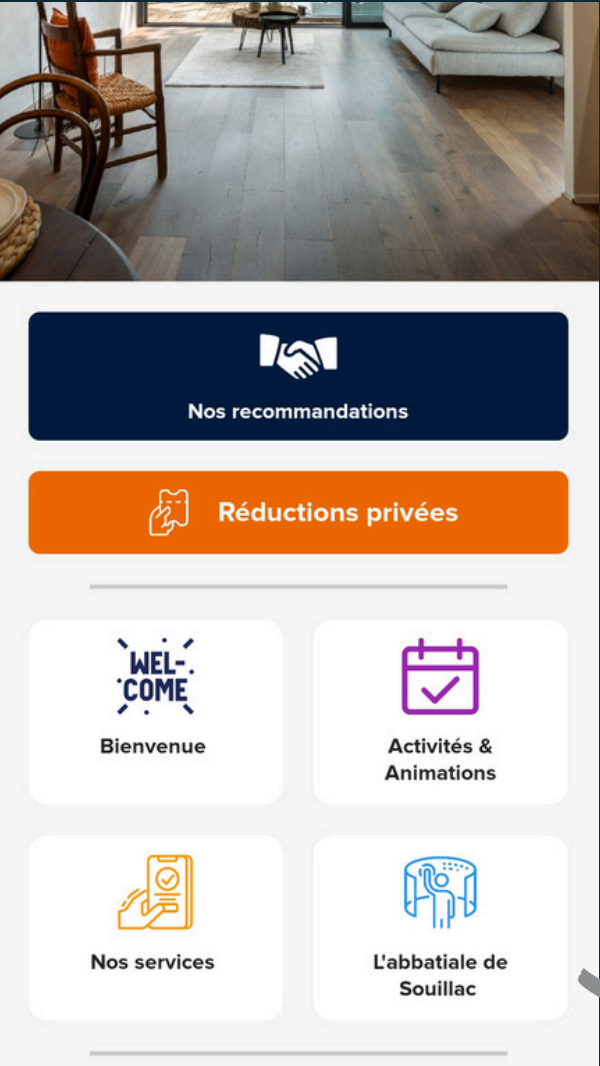 Nos recommandations
Réductions privées
WEL-
COME
Bienvenue
Activités &
Animations
Nos services
L'abbatiale de
Souillac